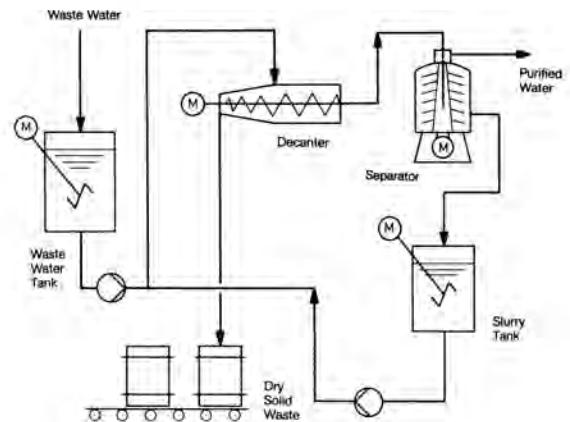 Waste Water
M
Waste
Water
Tank
M
Decanter
M
Separator
Purified
Water
M
Slurry
Tank
Dry
Solid
Waste